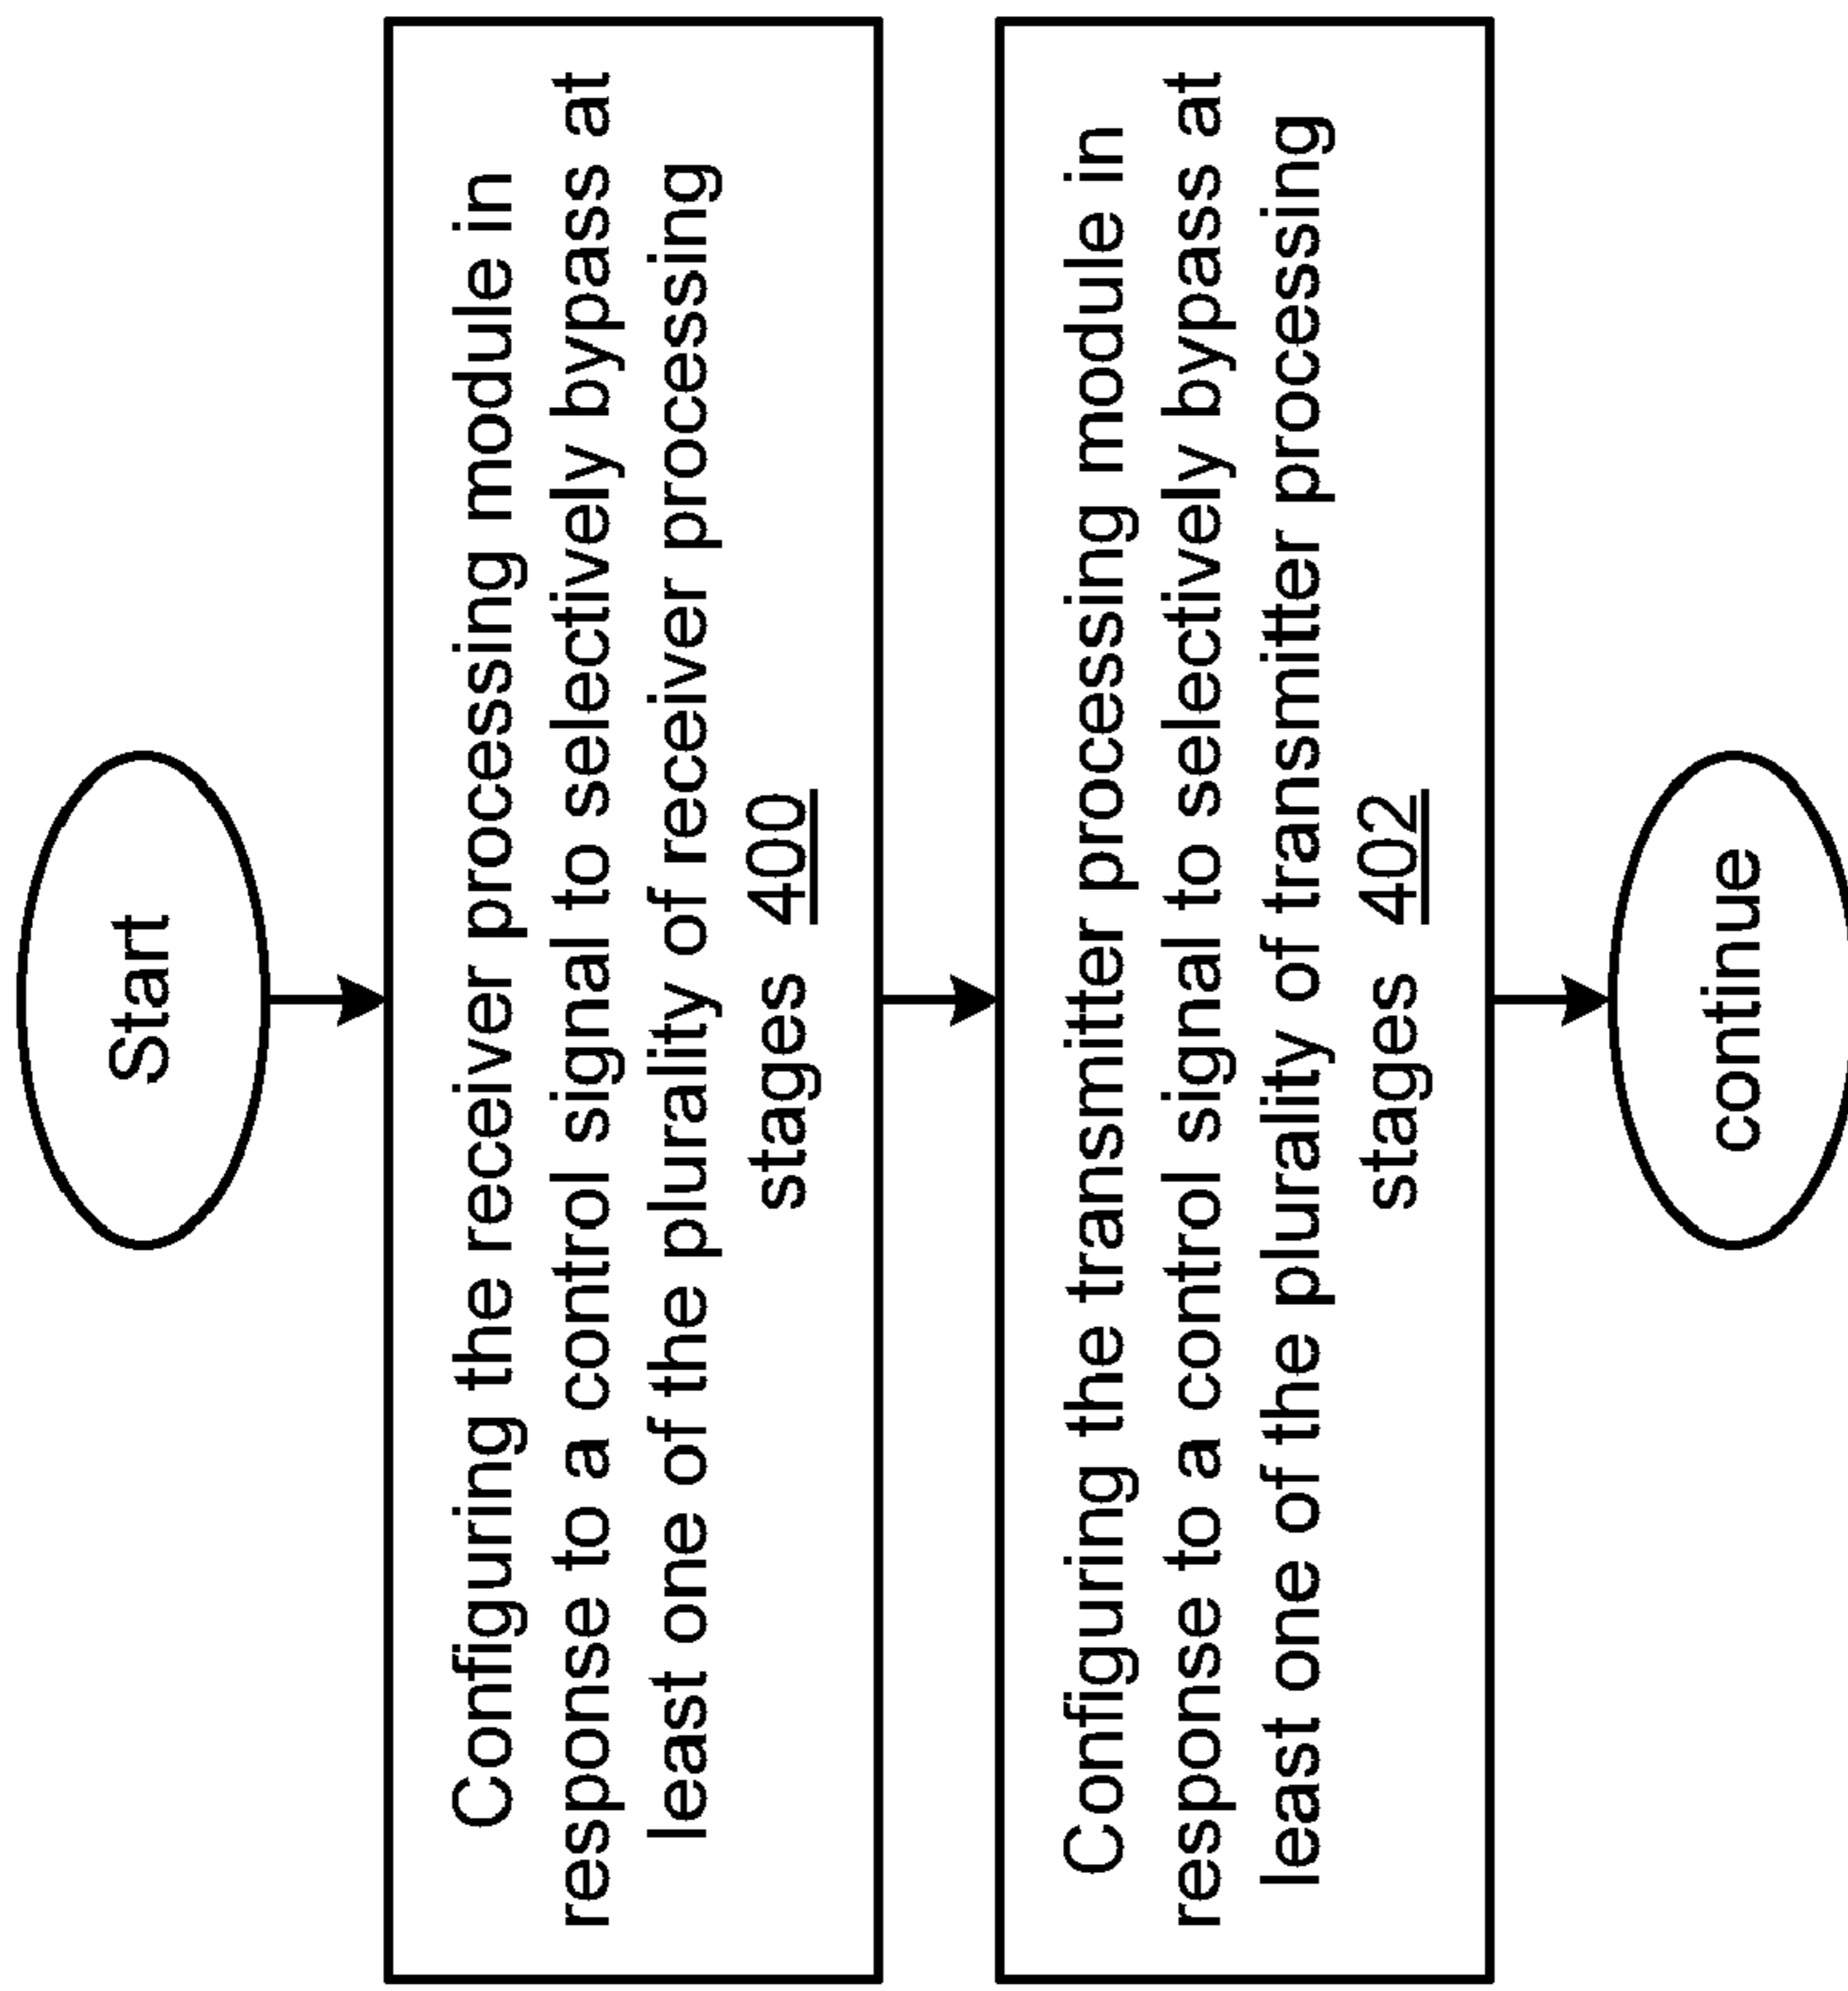 Start
Configuring the receiver processing module in
response to a control signal to selectively bypass at
least one of the plurality of receiver processing
stages 400
Configuring the transmitter processing module in
response to a control signal to selectively bypass at
least one of the plurality of transmitter processing
stages 402
continue